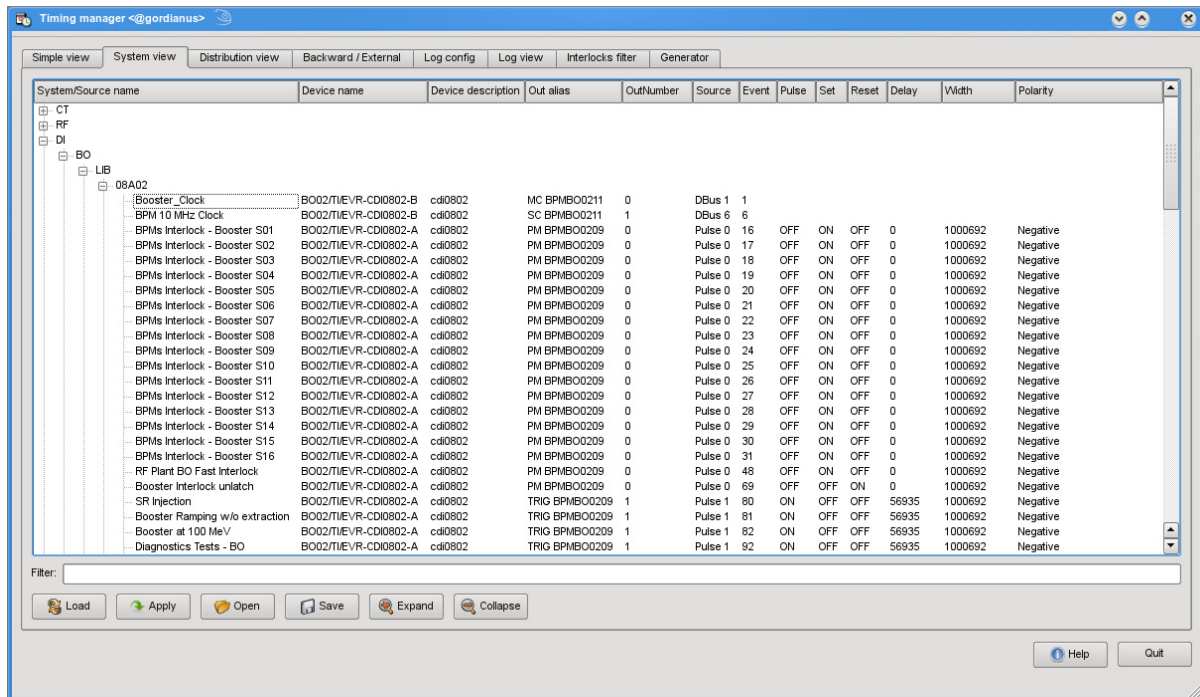 Timing manager <@gordianus>
Simple view System view Distribution view Backward / External Log config Log view Interlocks filter Generator
System/Source name Device name Device description Out alias OutNumber Source Event Pulse Set Reset Delay Width Polarity
CT
RF
DI
BO
LIB
08A02
Booster_Clock BO02/TI/EVR-CDI0802-B cdi0802 MC BPMBO0211 0 DBus 1 1
BPM 10 MHz Clock BO02/TI/EVR-CDI0802-B cdi0802 SC BPMBO0211 1 DBus 6 6
BPMs Interlock - Booster S01 BO02/TI/EVR-CDI0802-A cdi0802 PM BPMBO0209 0 Pulse 0 16 OFF ON OFF 0 1000692 Negative
BPMs Interlock - Booster S02 BO02/TI/EVR-CDI0802-A cdi0802 PM BPMBO0209 0 Pulse 0 17 OFF ON OFF 0 1000692 Negative
BPMs Interlock - Booster S03 BO02/TI/EVR-CDI0802-A cdi0802 PM BPMBO0209 0 Pulse 0 18 OFF ON OFF 0 1000692 Negative
BPMs Interlock - Booster S04 BO02/TI/EVR-CDI0802-A cdi0802 PM BPMBO0209 0 Pulse 0 19 OFF ON OFF 0 1000692 Negative
BPMs Interlock - Booster S05 BO02/TI/EVR-CDI0802-A cdi0802 PM BPMBO0209 0 Pulse 0 20 OFF ON OFF 0 1000692 Negative
BPMs Interlock - Booster S06 BO02/TI/EVR-CDI0802-A cdi0802 PM BPMBO0209 0 Pulse 0 21 OFF ON OFF 0 1000692 Negative
BPMs Interlock - Booster S07 BO02/TI/EVR-CDI0802-A cdi0802 PM BPMBO0209 0 Pulse 0 22 OFF ON OFF 0 1000692 Negative
BPMs Interlock - Booster S08 BO02/TI/EVR-CDI0802-A cdi0802 PM BPMBO0209 0 Pulse 0 23 OFF ON OFF 0 1000692 Negative
BPMs Interlock - Booster S09 BO02/TI/EVR-CDI0802-A cdi0802 PM BPMBO0209 0 Pulse 0 24 OFF ON OFF 0 1000692 Negative
BPMs Interlock - Booster S10 BO02/TI/EVR-CDI0802-A cdi0802 PM BPMBO0209 0 Pulse 0 25 OFF ON OFF 0 1000692 Negative
BPMs Interlock - Booster S11 BO02/TI/EVR-CDI0802-A cdi0802 PM BPMBO0209 0 Pulse 0 26 OFF ON OFF 0 1000692 Negative
BPMs Interlock - Booster S12 BO02/TI/EVR-CDI0802-A cdi0802 PM BPMBO0209 0 Pulse 0 27 OFF ON OFF 0 1000692 Negative
BPMs Interlock - Booster S13 BO02/TI/EVR-CDI0802-A cdi0802 PM BPMBO0209 0 Pulse 0 28 OFF ON OFF 0 1000692 Negative
BPMs Interlock - Booster S14 BO02/TI/EVR-CDI0802-A cdi0802 PM BPMBO0209 0 Pulse 0 29 OFF ON OFF 0 1000692 Negative
BPMs Interlock - Booster S15 BO02/TI/EVR-CDI0802-A cdi0802 PM BPMBO0209 0 Pulse 0 30 OFF ON OFF 0 1000692 Negative
BPMs Interlock - Booster S16 BO02/TI/EVR-CDI0802-A cdi0802 PM BPMBO0209 0 Pulse 0 31 OFF ON OFF 0 1000692 Negative
RF Plant BO Fast Interlock BO02/TI/EVR-CDI0802-A cdi0802 PM BPMBO0209 0 Pulse 0 48 OFF ON OFF 0 1000692 Negative
Booster Interlock unlatch BO02/TI/EVR-CDI0802-A cdi0802 PM BPMBO0209 0 Pulse 0 69 OFF OFF ON 0 1000692 Negative
SR Injection BO02/TI/EVR-CDI0802-A cdi0802 TRIG BPMBO0209 1 Pulse 1 80 ON OFF OFF 56935 1000692 Negative
Booster Ramping w/o extraction BO02/TI/EVR-CDI0802-A cdi0802 TRIG BPMBO0209 1 Pulse 1 81 ON OFF OFF 56935 1000692 Negative
Booster at 100 MeV BO02/TI/EVR-CDI0802-A cdi0802 TRIG BPMBO0209 1 Pulse 1 82 ON OFF OFF 56935 1000692 Negative
Diagnostics Tests - BO BO02/TI/EVR-CDI0802-A cdi0802 TRIG BPMBO0209 1 Pulse 1 92 ON OFF OFF 56935 1000692 Negative
Filter:
Load Apply Open Save Expand Collapse
Help Quit